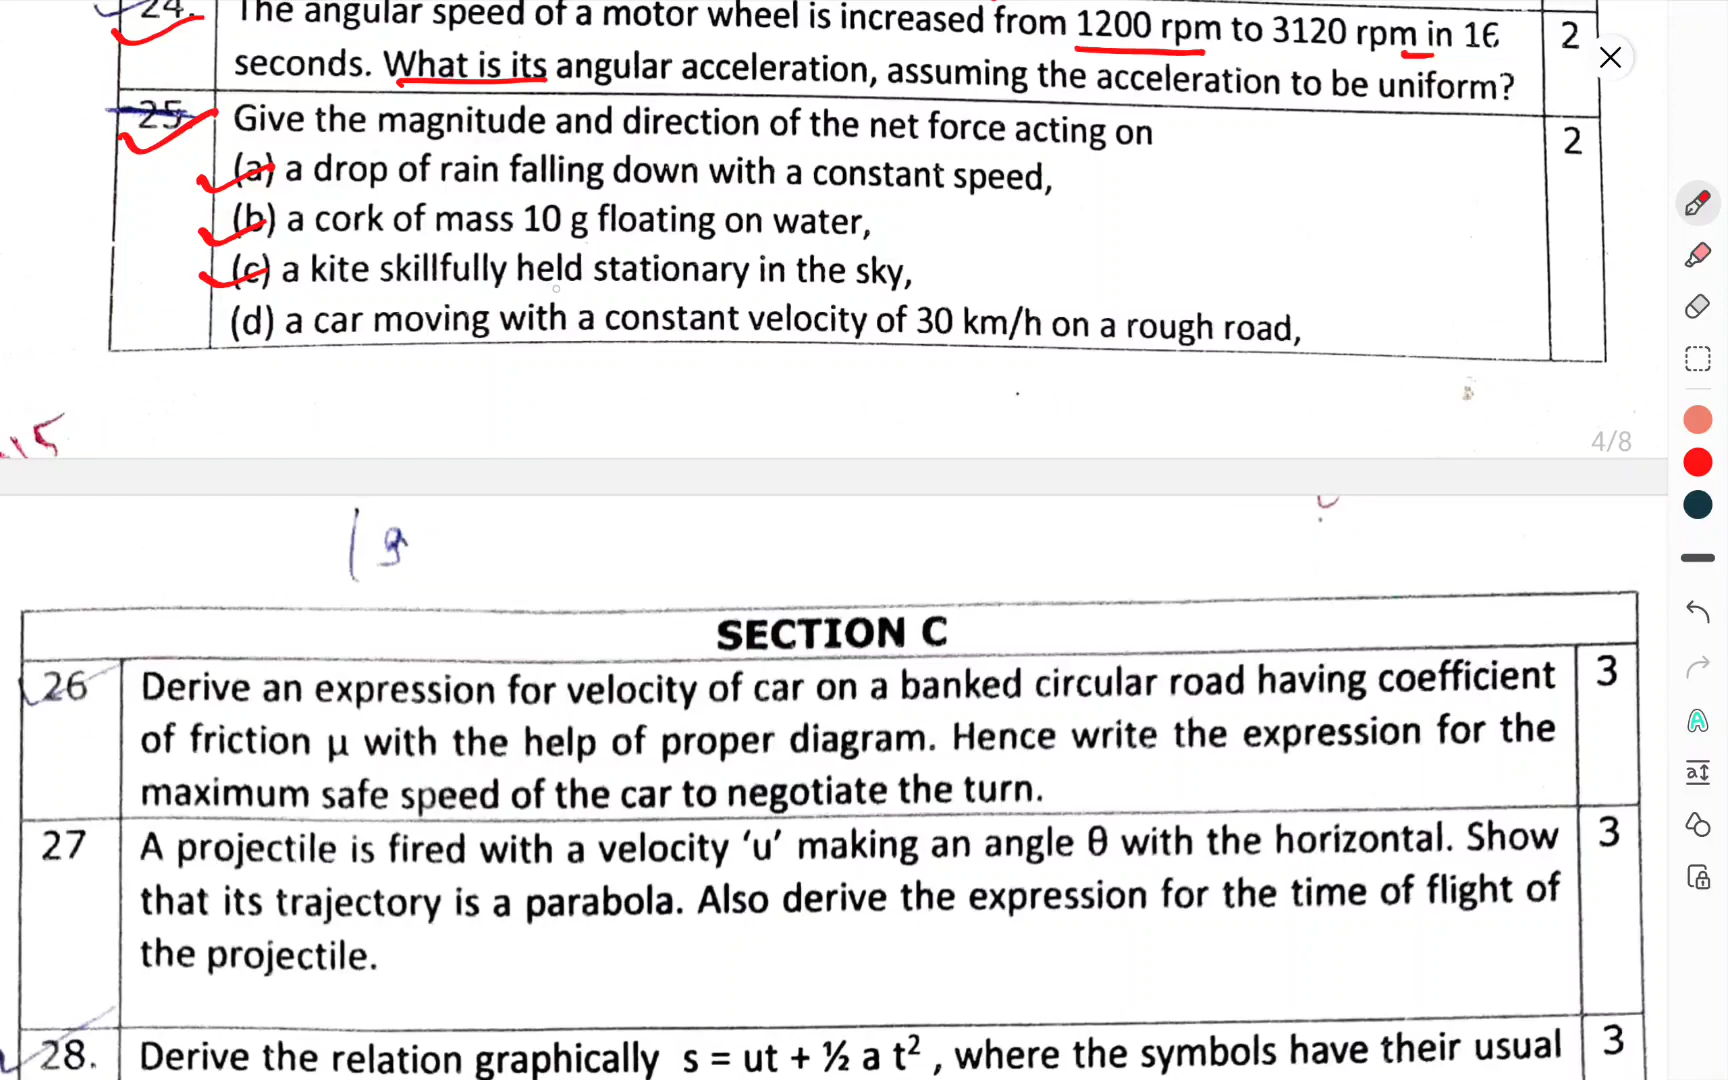 24. The angular speed of a motor wheel is increased from 1200 rpm to 3120 rpm in 16 2
seconds. What is its angular acceleration, assuming the acceleration to be uniform?
25. Give the magnitude and direction of the net force acting on 2
(a) a drop of rain falling down with a constant speed,
(b) a cork of mass 10 g floating on water,
(c) a kite skillfully held stationary in the sky,
(d) a car moving with a constant velocity of 30 km/h on a rough road,
4/8
SECTION C
26 Derive an expression for velocity of car on a banked circular road having coefficient 3
of friction μ with the help of proper diagram. Hence write the expression for the
maximum safe speed of the car to negotiate the turn.
27 A projectile is fired with a velocity ‘u’ making an angle θ with the horizontal. Show 3
that its trajectory is a parabola. Also derive the expression for the time of flight of
the projectile.
28. Derive the relation graphically s = ut + ½ a t² , where the symbols have their usual 3